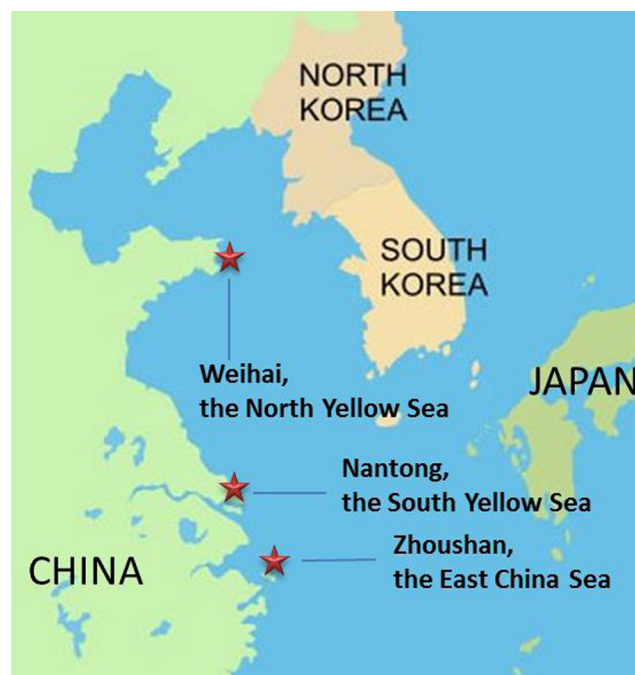 NORTH
KOREA
SOUTH
KOREA
Weihai,
the North Yellow Sea
JAPAN
Nantong,
the South Yellow Sea
Zhoushan,
the East China Sea
CHINA